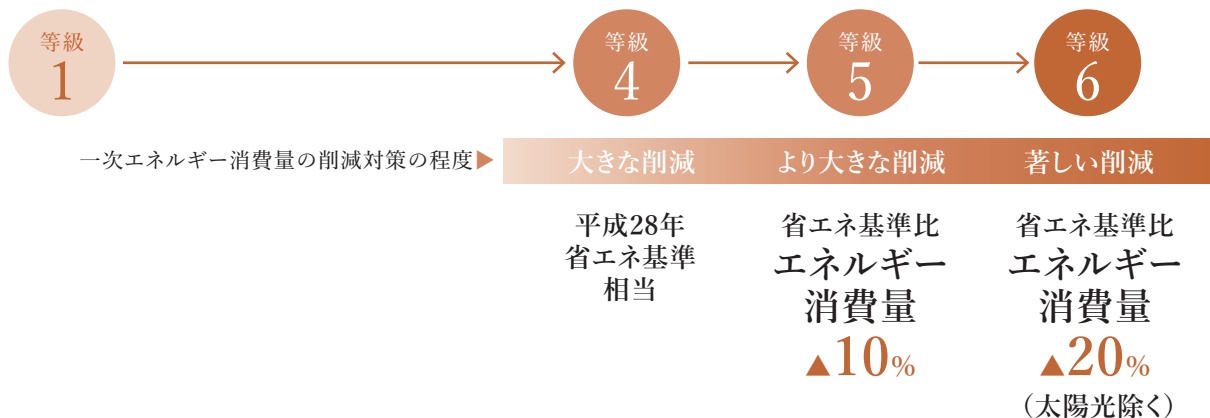 等級
1
等級
4
等級
5
等級
6
一次エネルギー消費量の削減対策の程度▶
大きな削減
より大きな削減
著しい削減
平成28年
省エネ基準
相当
省エネ基準比
エネルギー
消費量
▲10%
省エネ基準比
エネルギー
消費量
▲20%
（太陽光除く）